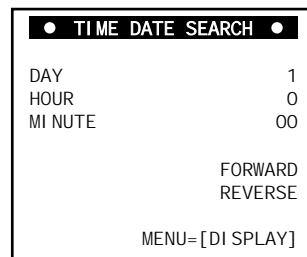 ● TIME DATE SEARCH ●
DAY 1
HOUR 0
MINUTE 00
FORWARD
REVERSE
MENU=[DISPLAY]